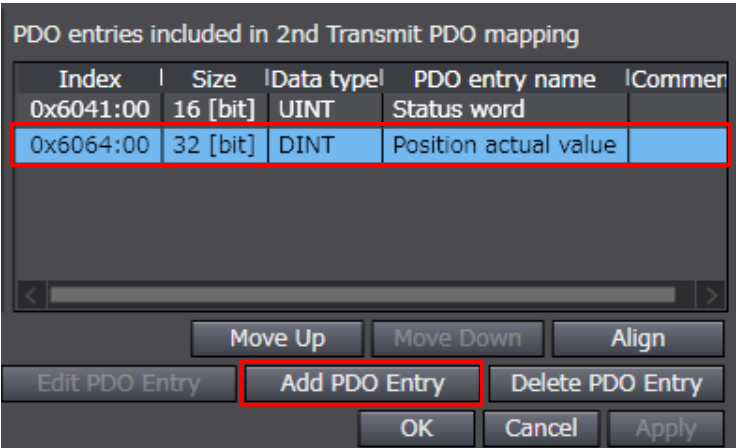 PDO entries included in 2nd Transmit PDO mapping
Index Size Data type PDO entry name Commen
0x6041:00 16 [bit] UINT Status word
0x6064:00 32 [bit] DINT Position actual value
Move Up Move Down Align
Edit PDO Entry Add PDO Entry Delete PDO Entry
OK Cancel Apply